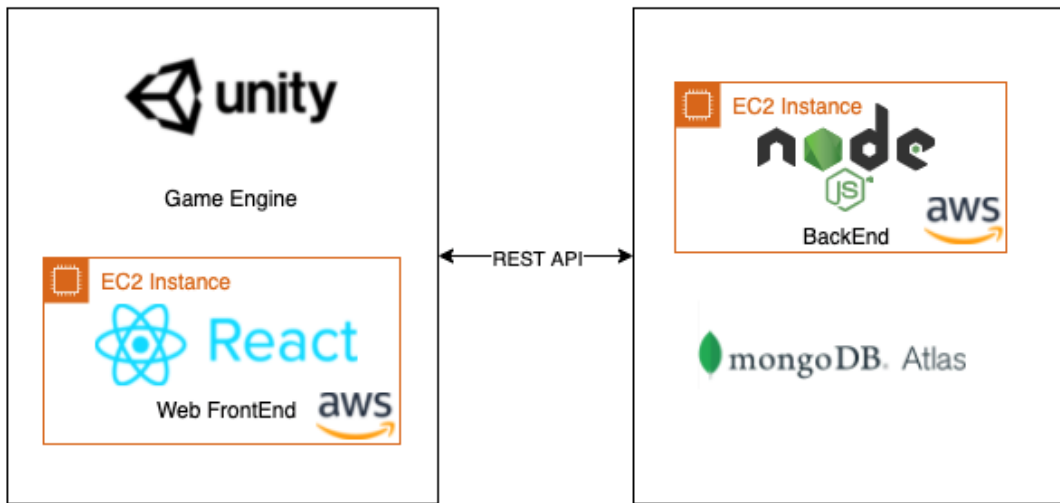 unity
Game Engine
EC2 Instance
React
Web FrontEnd
aws
REST API
EC2 Instance
node
JS
aws
BackEnd
mongoDB. Atlas